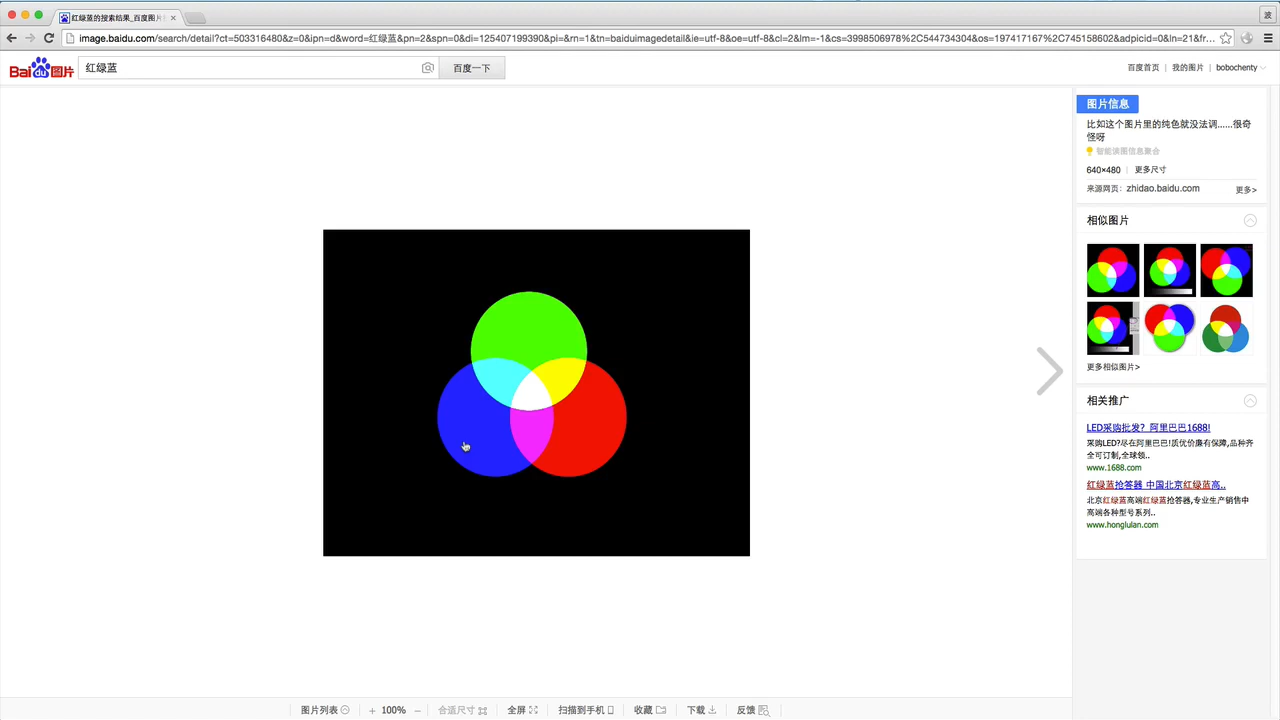 红绿蓝的搜索结果_百度图片
波
image.baidu.com/search/detail?ct=503316480&z=0&ipn=d&word=红绿蓝&pn=2&spn=0&di=125407199390&pi=&rn=1&tn=baiduimagedetail&ie=utf-8&oe=utf-8&cl=2&lm=-1&cs=3998506978%2C544734304&os=197417167%2C745158602&adpicid=0&ln=21&fr...
Bai du 图片
红绿蓝
百度一下
百度首页 | 我的图片 | bobochenty
图片信息
比如这个图片里的纯色就没法调......很奇
怪呀
智能读图信息聚合
640×480 | 更多尺寸
来源网页：zhidao.baidu.com 更多>
相似图片
更多相似图片>
相关推广
LED采购批发？阿里巴巴1688!
采购LED?尽在阿里巴巴!质优价廉有保障,品种齐
全可订制,全球领..
www.1688.com
红绿蓝抢答器 中国北京红绿蓝高..
北京红绿蓝高端红绿蓝抢答器,专业生产销售中
高端各种型号系列..
www.honglulan.com
图片列表 + 100% − 合适尺寸 全屏 扫描到手机 收藏 下载 反馈